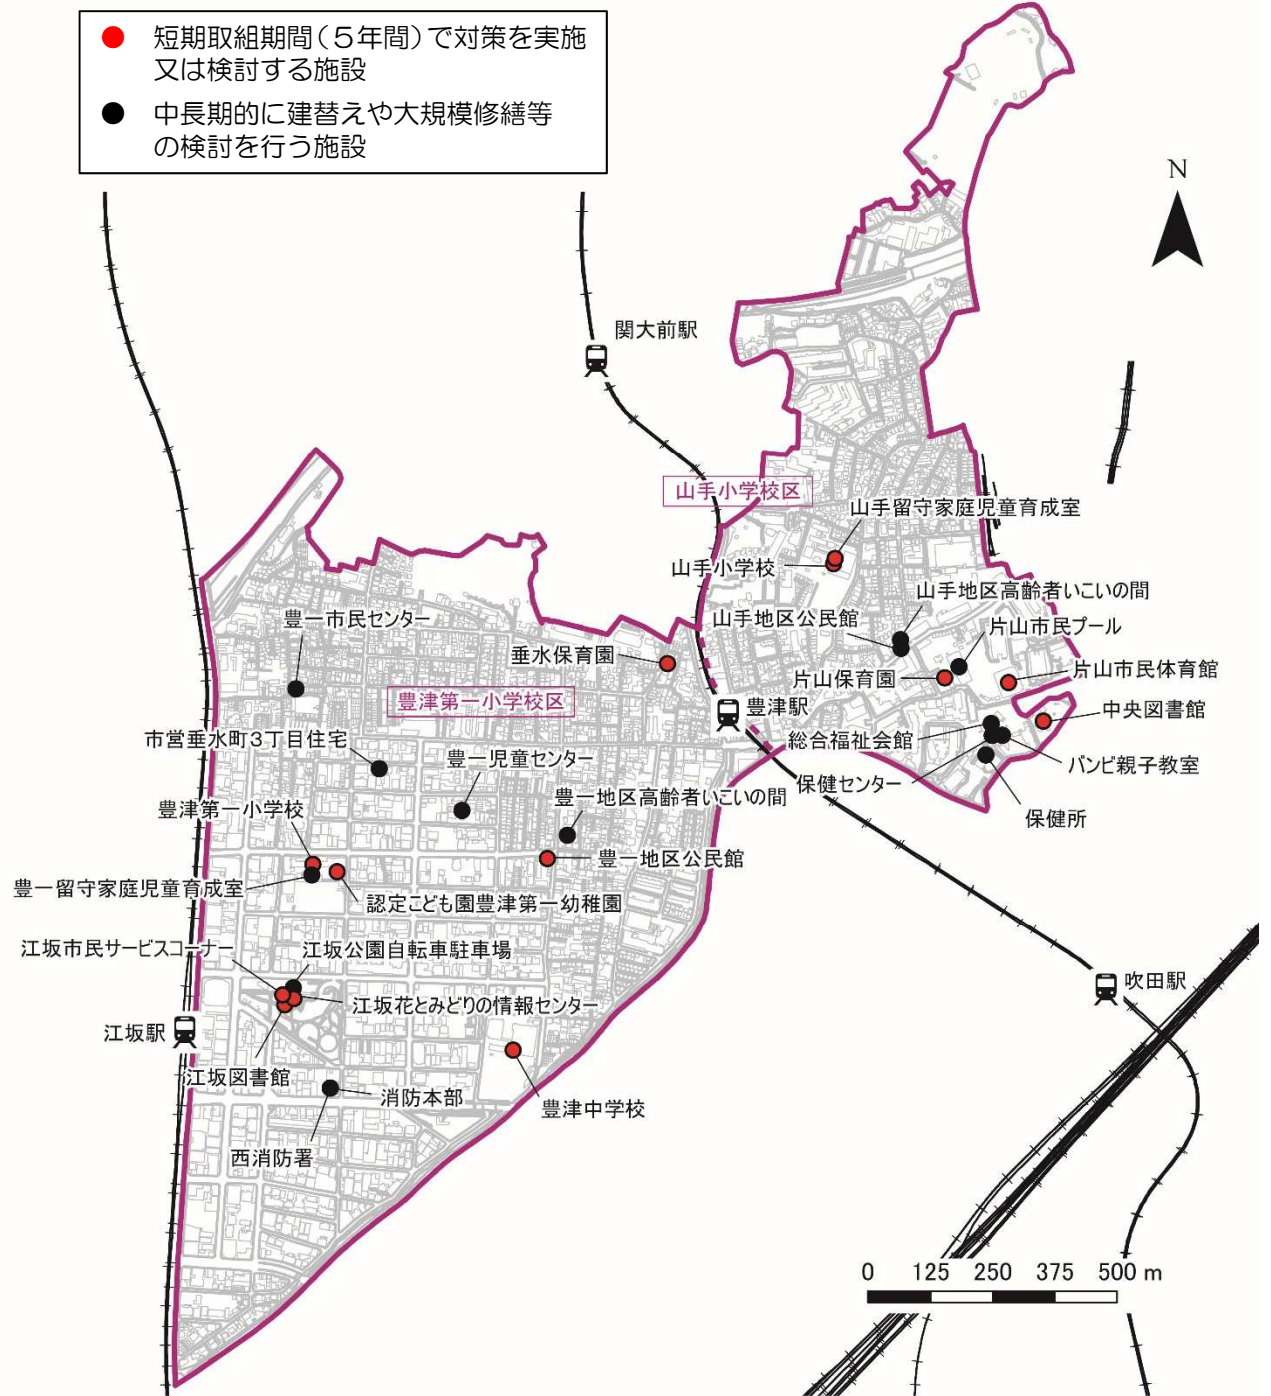 短期取組期間(5年間)で対策を実施
又は検討する施設
中長期的に建替えや大規模修繕等
の検討を行う施設
N
関大前駅
山手小学校区
山手留守家庭児童育成室
山手小学校
山手地区高齢者いこいの間
山手地区公民館
片山市民プール
豊一市民センター
垂水保育園
片山保育園
片山市民体育館
豊津第一小学校区
豊津駅
中央図書館
市営垂水町3丁目住宅
総合福祉会館
豊一児童センター
バンビ親子教室
保健センター
豊一地区高齢者いこいの間
豊津第一小学校
保健所
豊一地区公民館
豊一留守家庭児童育成室
認定こども園豊津第一幼稚園
江坂市民サービスコーナー
江坂公園自転車駐車場
吹田駅
江坂花とみどりの情報センター
江坂駅
江坂図書館
消防本部
豊津中学校
西消防署
0 125 250 375 500 m